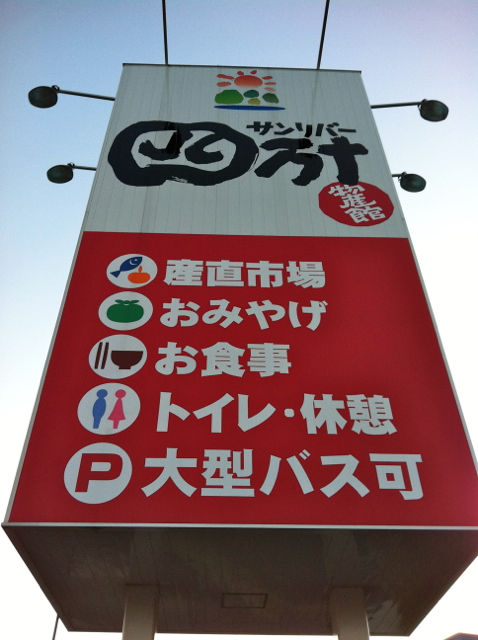 サンリバー
四万十
物産館
産直市場
おみやげ
お食事
トイレ・休憩
P 大型バス可